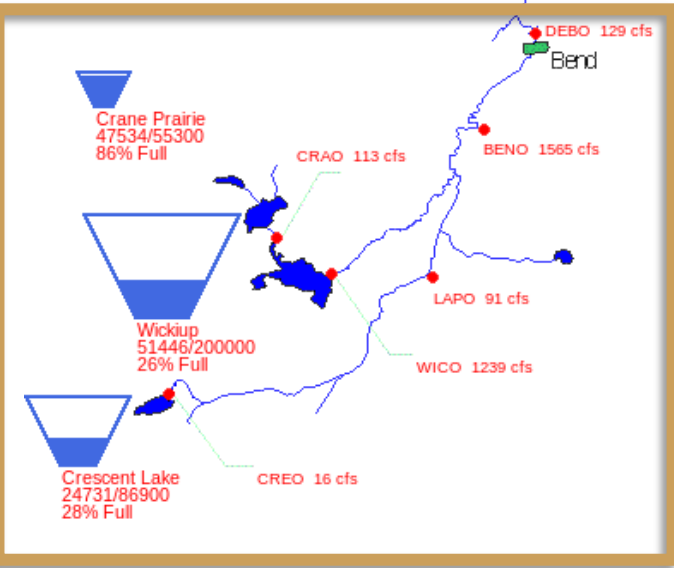 DEBO 129 cfs
Bend
Crane Prairie
47534/55300
86% Full
BENO 1565 cfs
CRAO 113 cfs
LAPO 91 cfs
Wickiup
51446/200000
26% Full
WICO 1239 cfs
Crescent Lake
24731/86900
28% Full
CREO 16 cfs